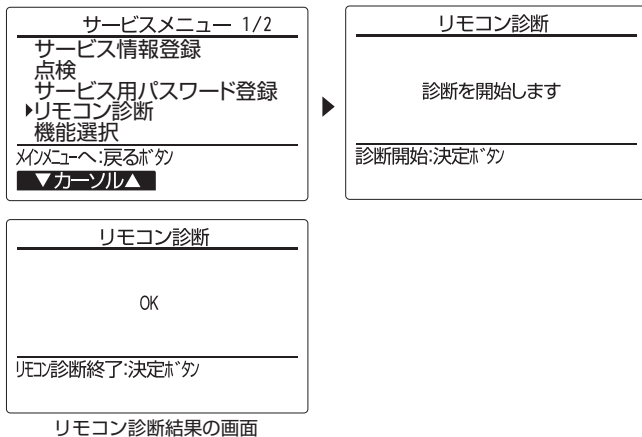 サービスメニュー 1/2
サービス情報登録
点検
サービス用パスワード登録
▶リモコン診断
機能選択
ﾒｲﾝﾒﾆｭｰへ:戻るﾎﾞﾀﾝ
▼カーソル▲
リモコン診断
診断を開始します
診断開始:決定ﾎﾞﾀﾝ
リモコン診断
OK
ﾘﾓｺﾝ診断終了:決定ﾎﾞﾀﾝ
リモコン診断結果の画面